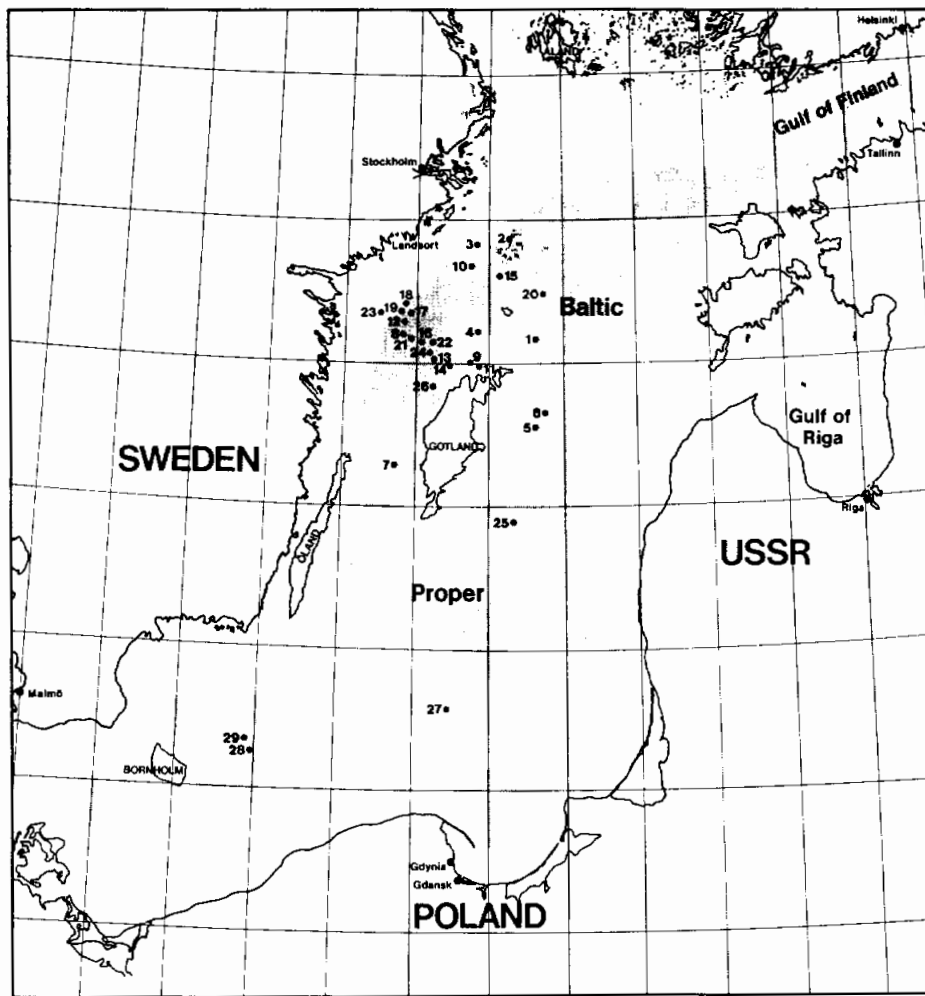 Helsinki
ÅLAND
Gulf of Finland
Tallinn
Stockholm
Landsort
3
2
10
15
20
Baltic
18
23
19
17
12
8
16
4
1
21
22
24
13
9
14
26
6
5
Gulf of
Riga
GOTLAND
SWEDEN
7
Riga
25
USSR
ÖLAND
Proper
Malmö
27
29
28
BORNHOLM
Gdynia
Gdansk
POLAND